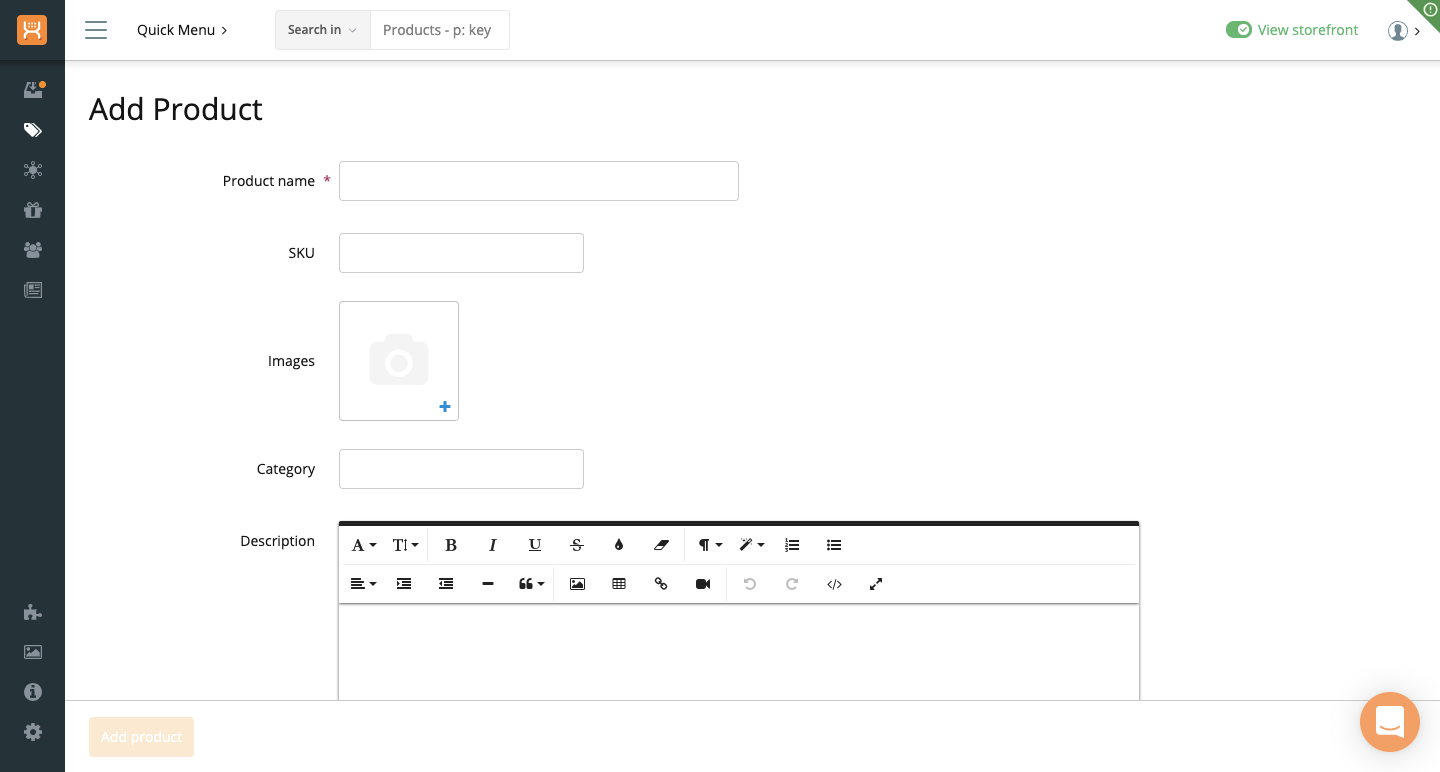 Quick Menu
Search in
Products - p: key
View storefront
Add Product
Product name *
SKU
Images
Category
Description
Add product